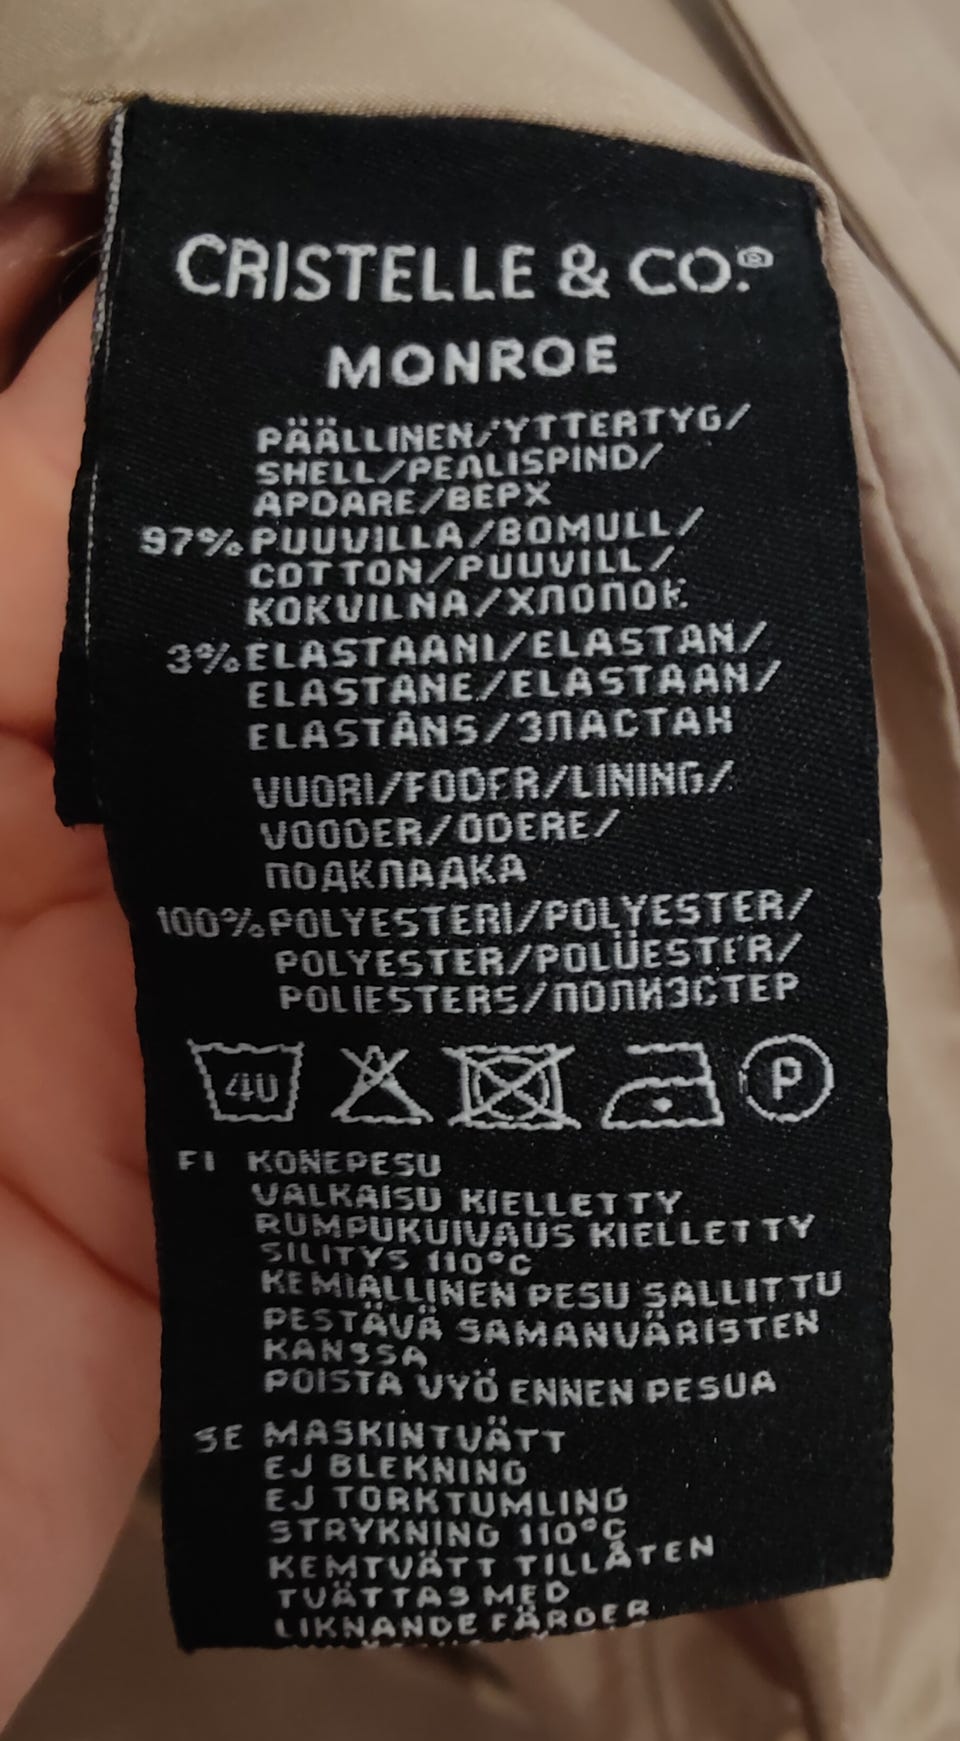 CRISTELLE & CO.®
MONROE
PÄÄLLINEN/YTTERTYG/
SHELL/PEALISPIND/
APDARE/ВЕРХ
97% PUUVILLA/BOMULL/
COTTON/PUUVILL/
KOKVILNA/ХЛОПОК
3% ELASTAANI/ELASTAN/
ELASTANE/ELASTAAN/
ELASTĀNS/ЗЛАСТАН
VUORI/FODER/LINING/
VOODER/ODERE/
ПОДКЛАДКА
100% POLYESTERI/POLYESTER/
POLYESTER/POLÜESTER/
POLIESTERS/ПОЛИЭСТЕР
40 P
FI KONEPESU
VALKAISU KIELLETTY
RUMPUKUIVAUS KIELLETTY
SILITYS 110°C
KEMIALLINEN PESU SALLITTU
PESTÄVÄ SAMANVÄRISTEN
KANSSA
POISTA VYÖ ENNEN PESUA
SE MASKINTVÄTT
EJ BLEKNING
EJ TORKTUMLING
STRYKNING 110°C
KEMTVÄTT TILLÅTEN
TVÄTTAS MED
LIKNANDE FÄRGER